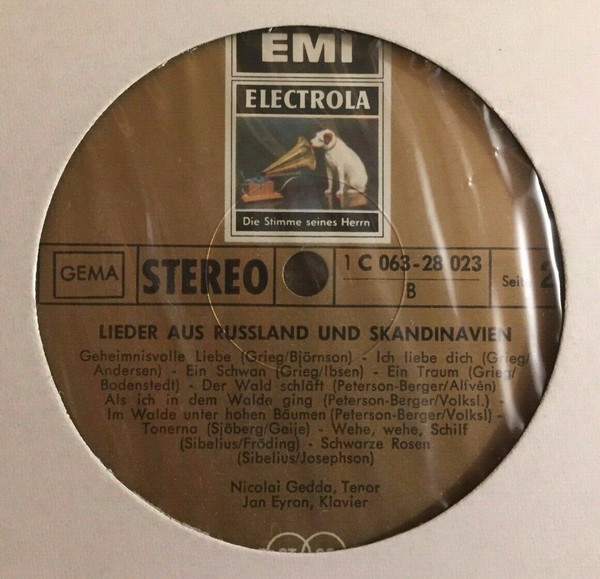 EMI
ELECTROLA
Die Stimme seines Herrn
GEMA
STEREO
1 C 063-28 023
B
Seite 2
LIEDER AUS RUSSLAND UND SKANDINAVIEN
Geheimnisvolle Liebe (Grieg/Björnson) - Ich liebe dich (Grieg/
Andersen) - Ein Schwan (Grieg/Ibsen) - Ein Traum (Grieg/
Bodenstedt) - Der Wald schläft (Peterson-Berger/Alfvén)
Als ich in dem Walde ging (Peterson-Berger/Volksl.) -
Im Walde unter hohen Bäumen (Peterson-Berger/Volksl) -
Tonerna (Sjöberg/Geije) - Wehe, wehe, Schilf
(Sibelius/Fröding) - Schwarze Rosen
(Sibelius/Josephson)
Nicolai Gedda, Tenor
Jan Eyron, Klavier